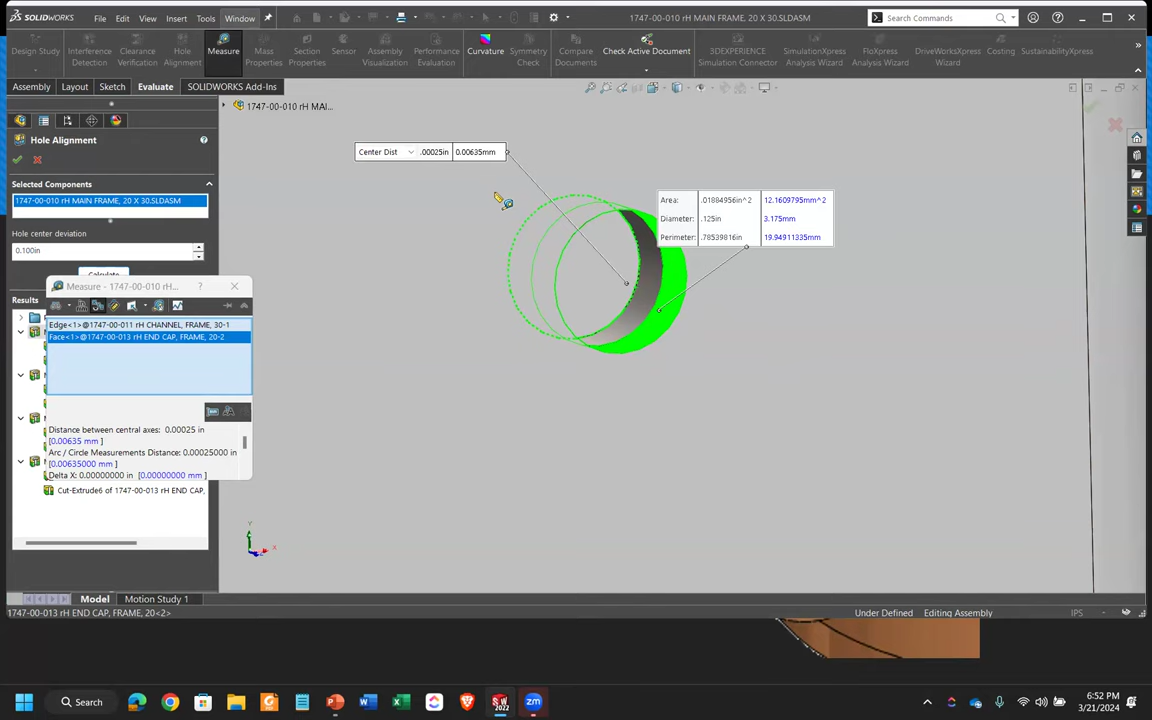 SOLIDWORKS File Edit View Insert Tools Window 1747-00-010 rH MAIN FRAME, 20 X 30.SLDASM Search Commands
Design Study
Interference Detection
Clearance Verification
Hole Alignment
Measure
Mass Properties
Section Properties
Sensor
Assembly Visualization
Performance Evaluation
Curvature
Symmetry Check
Compare Documents
Check Active Document
3DEXPERIENCE Simulation Connector
SimulationXpress Analysis Wizard
FloXpress Analysis Wizard
DriveWorksXpress Wizard
Costing
SustainabilityXpress
Assembly Layout Sketch Evaluate SOLIDWORKS Add-Ins
1747-00-010 rH MAI...
Hole Alignment
Selected Components
1747-00-010 rH MAIN FRAME, 20 X 30.SLDASM
Hole center deviation
0.100in
Calculate
Results
Measure - 1747-00-010 rH...
Edge<1>@1747-00-011 rH CHANNEL, FRAME, 30-1
Face<1>@1747-00-013 rH END CAP, FRAME, 20-2
Distance between central axes: 0.00025 in
[0.00635 mm ]
Arc / Circle Measurements Distance: 0.00025000 in
[0.00635000 mm ]
Delta X: 0.00000000 in [0.00000000 mm ]
Cut-Extrude6 of 1747-00-013 rH END CAP,
Center Dist .00025in 0.00635mm
Area: .01884956in^2 12.1609795mm^2
Diameter: .125in 3.175mm
Perimeter: .78539816in 19.94911335mm
Y
X
Model Motion Study 1
1747-00-013 rH END CAP, FRAME, 20<2> Under Defined Editing Assembly IPS
Search
6:52 PM
3/21/2024